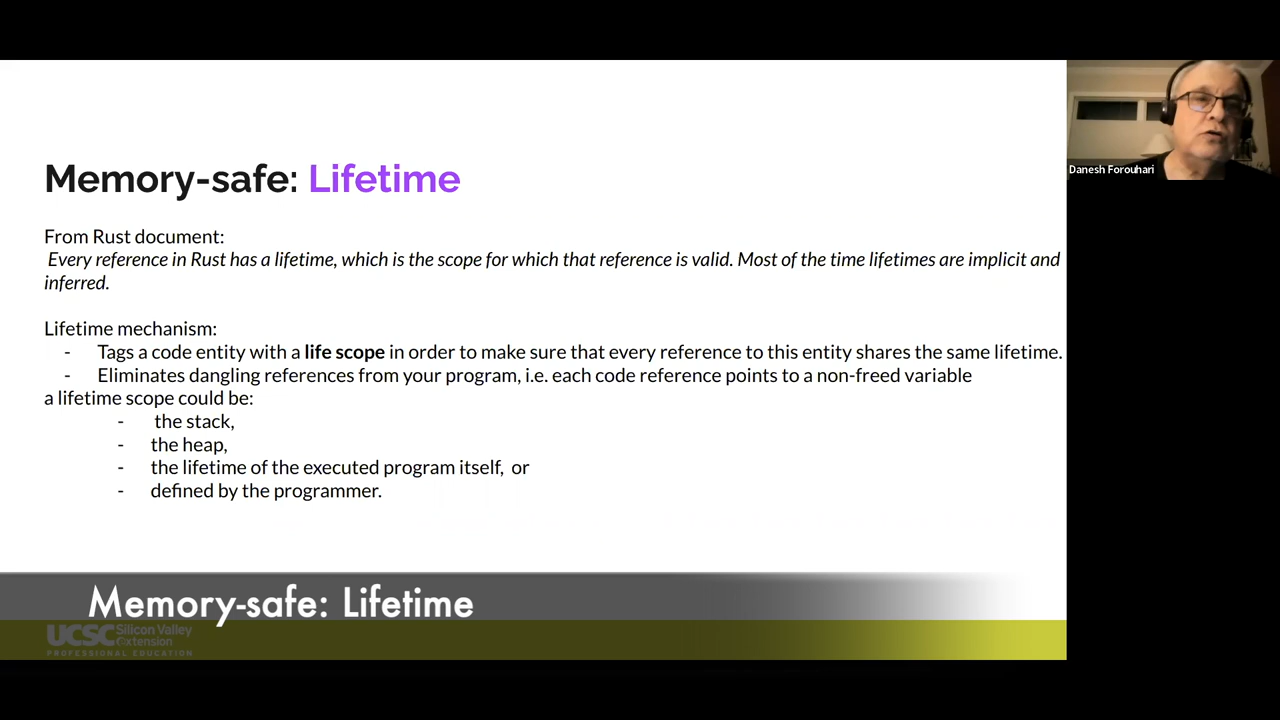 Memory-safe: Lifetime
Danesh Forouhari
From Rust document:
Every reference in Rust has a lifetime, which is the scope for which that reference is valid. Most of the time lifetimes are implicit and
inferred.
Lifetime mechanism:
- Tags a code entity with a life scope in order to make sure that every reference to this entity shares the same lifetime.
- Eliminates dangling references from your program, i.e. each code reference points to a non-freed variable
a lifetime scope could be:
- the stack,
- the heap,
- the lifetime of the executed program itself, or
- defined by the programmer.
Memory-safe: Lifetime
UCSC Silicon Valley
Extension
PROFESSIONAL EDUCATION